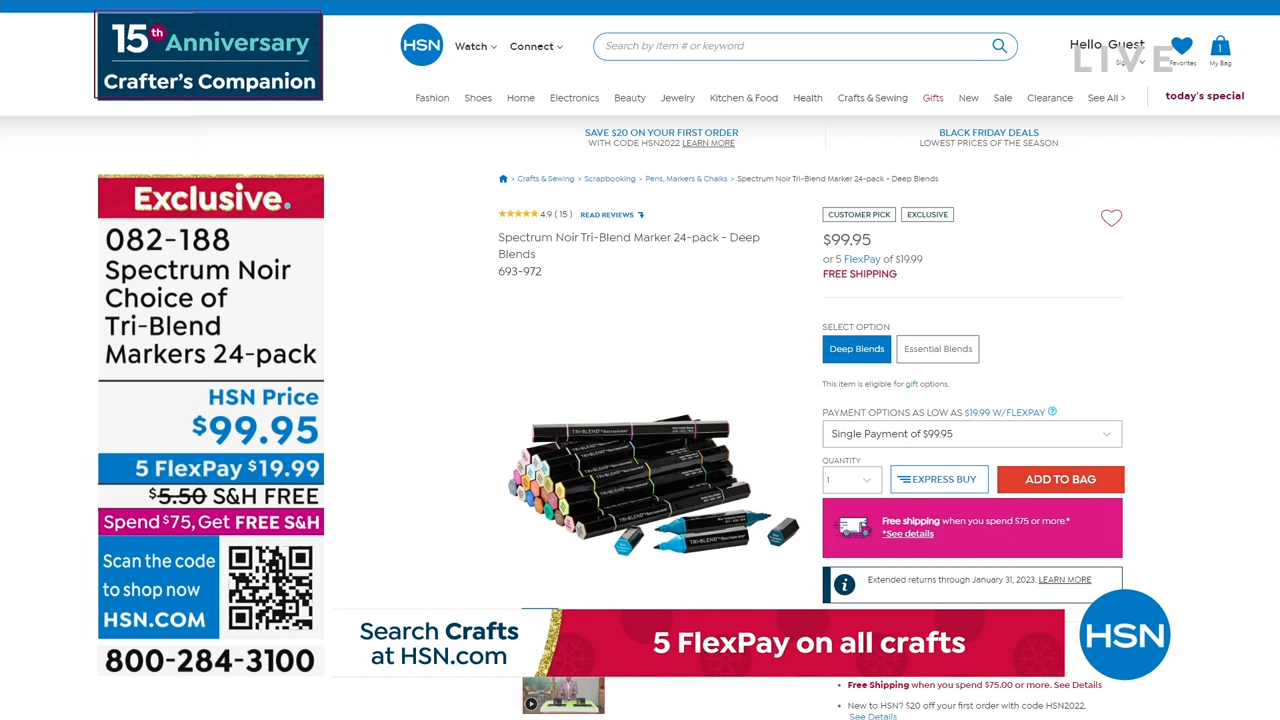 15th Anniversary
Crafter's Companion
HSN
Watch
Connect
Search by item # or keyword
Hello, Guest
LIVE
Favorites
1
My Bag
Fashion Shoes Home Electronics Beauty Jewelry Kitchen & Food Health Crafts & Sewing Gifts New Sale Clearance See All >
today's special
SAVE $20 ON YOUR FIRST ORDER
WITH CODE HSN2022 LEARN MORE
BLACK FRIDAY DEALS
LOWEST PRICES OF THE SEASON
> Crafts & Sewing > Scrapbooking > Pens, Markers & Chalks > Spectrum Noir Tri-Blend Marker 24-pack - Deep Blends
Exclusive.
082-188
Spectrum Noir
Choice of
Tri-Blend
Markers 24-pack
HSN Price
$99.95
5 FlexPay $19.99
$5.50 S&H FREE
Spend $75, Get FREE S&H
Scan the code
to shop now
HSN.COM
800-284-3100
4.9 ( 15 ) READ REVIEWS
Spectrum Noir Tri-Blend Marker 24-pack - Deep
Blends
693-972
TRI-BLEND
TRI-BLEND
CUSTOMER PICK
EXCLUSIVE
$99.95
or 5 FlexPay of $19.99
FREE SHIPPING
SELECT OPTION
Deep Blends
Essential Blends
This item is eligible for gift options.
PAYMENT OPTIONS AS LOW AS $19.99 W/FLEXPAY ?
Single Payment of $99.95
QUANTITY
1
EXPRESS BUY
ADD TO BAG
Free shipping when you spend $75 or more.*
*See details
Extended returns through January 31, 2023. LEARN MORE
Search Crafts
at HSN.com
5 FlexPay on all crafts
HSN
Free Shipping when you spend $75.00 or more. See Details
New to HSN? $20 off your first order with code HSN2022.
See Details